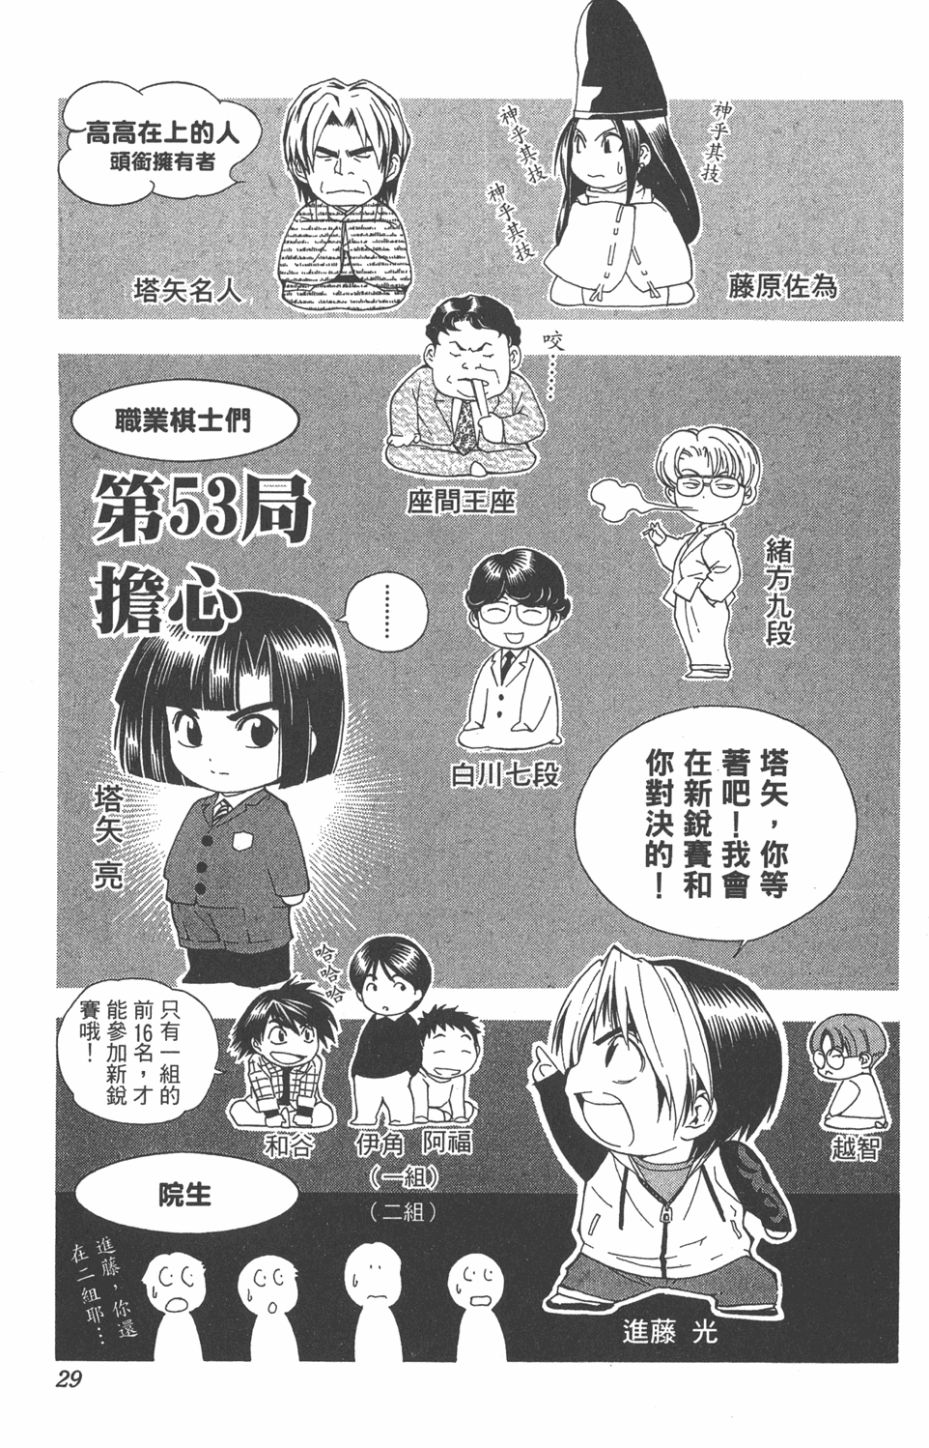 高高在上的人
頭銜擁有者
塔矢名人
神乎其技
神乎其技
神乎其技
藤原佐為
咬……
座間王座
職業棋士們
第53局
擔心
緒方九段
………
白川七段
塔矢 亮
塔矢，你等
著吧！我會
在新銳賽和
你對決的！
只有一組的
前16名，才
能參加新銳
賽哦！
哈哈哈
和谷
伊角
阿福
（一組）
（二組）
越智
院生
進藤，你還
在二組耶…
進藤 光
29